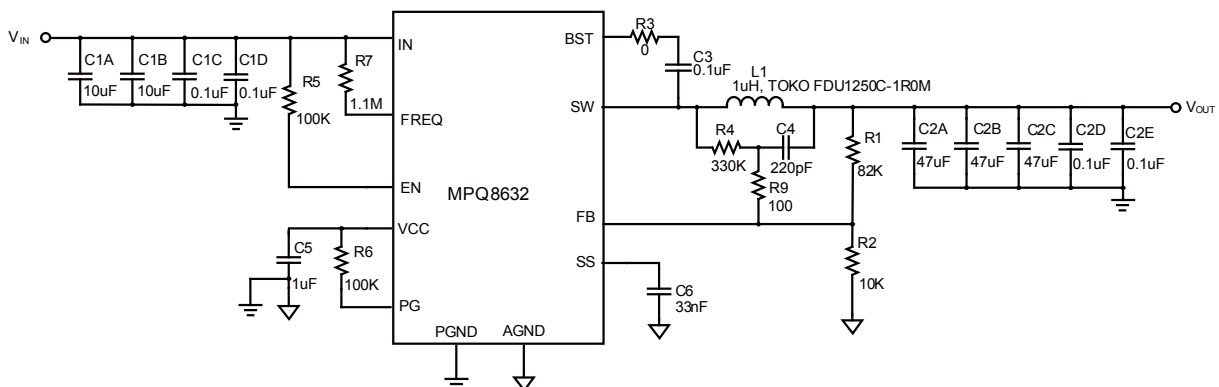 VIN
C1A
10uF
C1B
10uF
C1C
0.1uF
C1D
0.1uF
R5
100K
R7
1.1M
IN
FREQ
EN
VCC
PG
PGND
AGND
MPQ8632
BST
SW
FB
SS
C5
1uF
R6
100K
R3
0
C3
0.1uF
L1
1uH, TOKO FDU1250C-1R0M
R4
330K
C4
220pF
R9
100
R1
82K
R2
10K
C6
33nF
C2A
47uF
C2B
47uF
C2C
47uF
C2D
0.1uF
C2E
0.1uF
VOUT